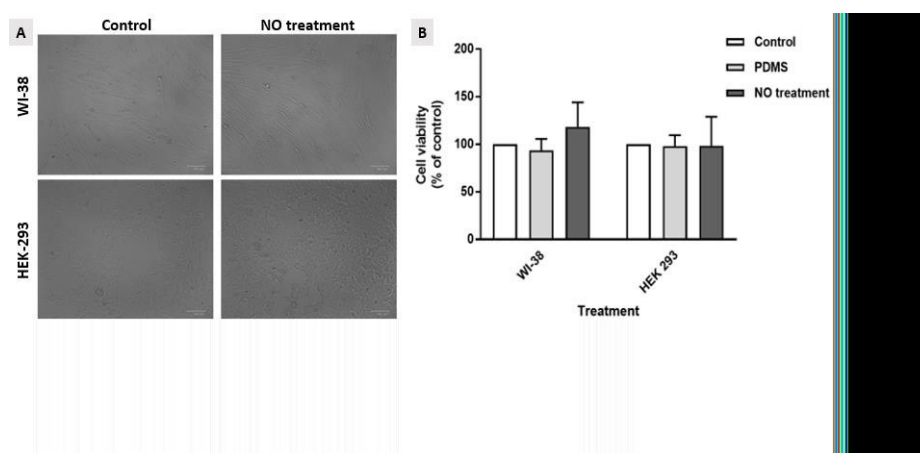 A
Control
NO treatment
WI-38
HEK-293
B
Control
PDMS
NO treatment
Cell viability
(% of control)
200
150
100
50
0
WI-38
HEK 293
Treatment